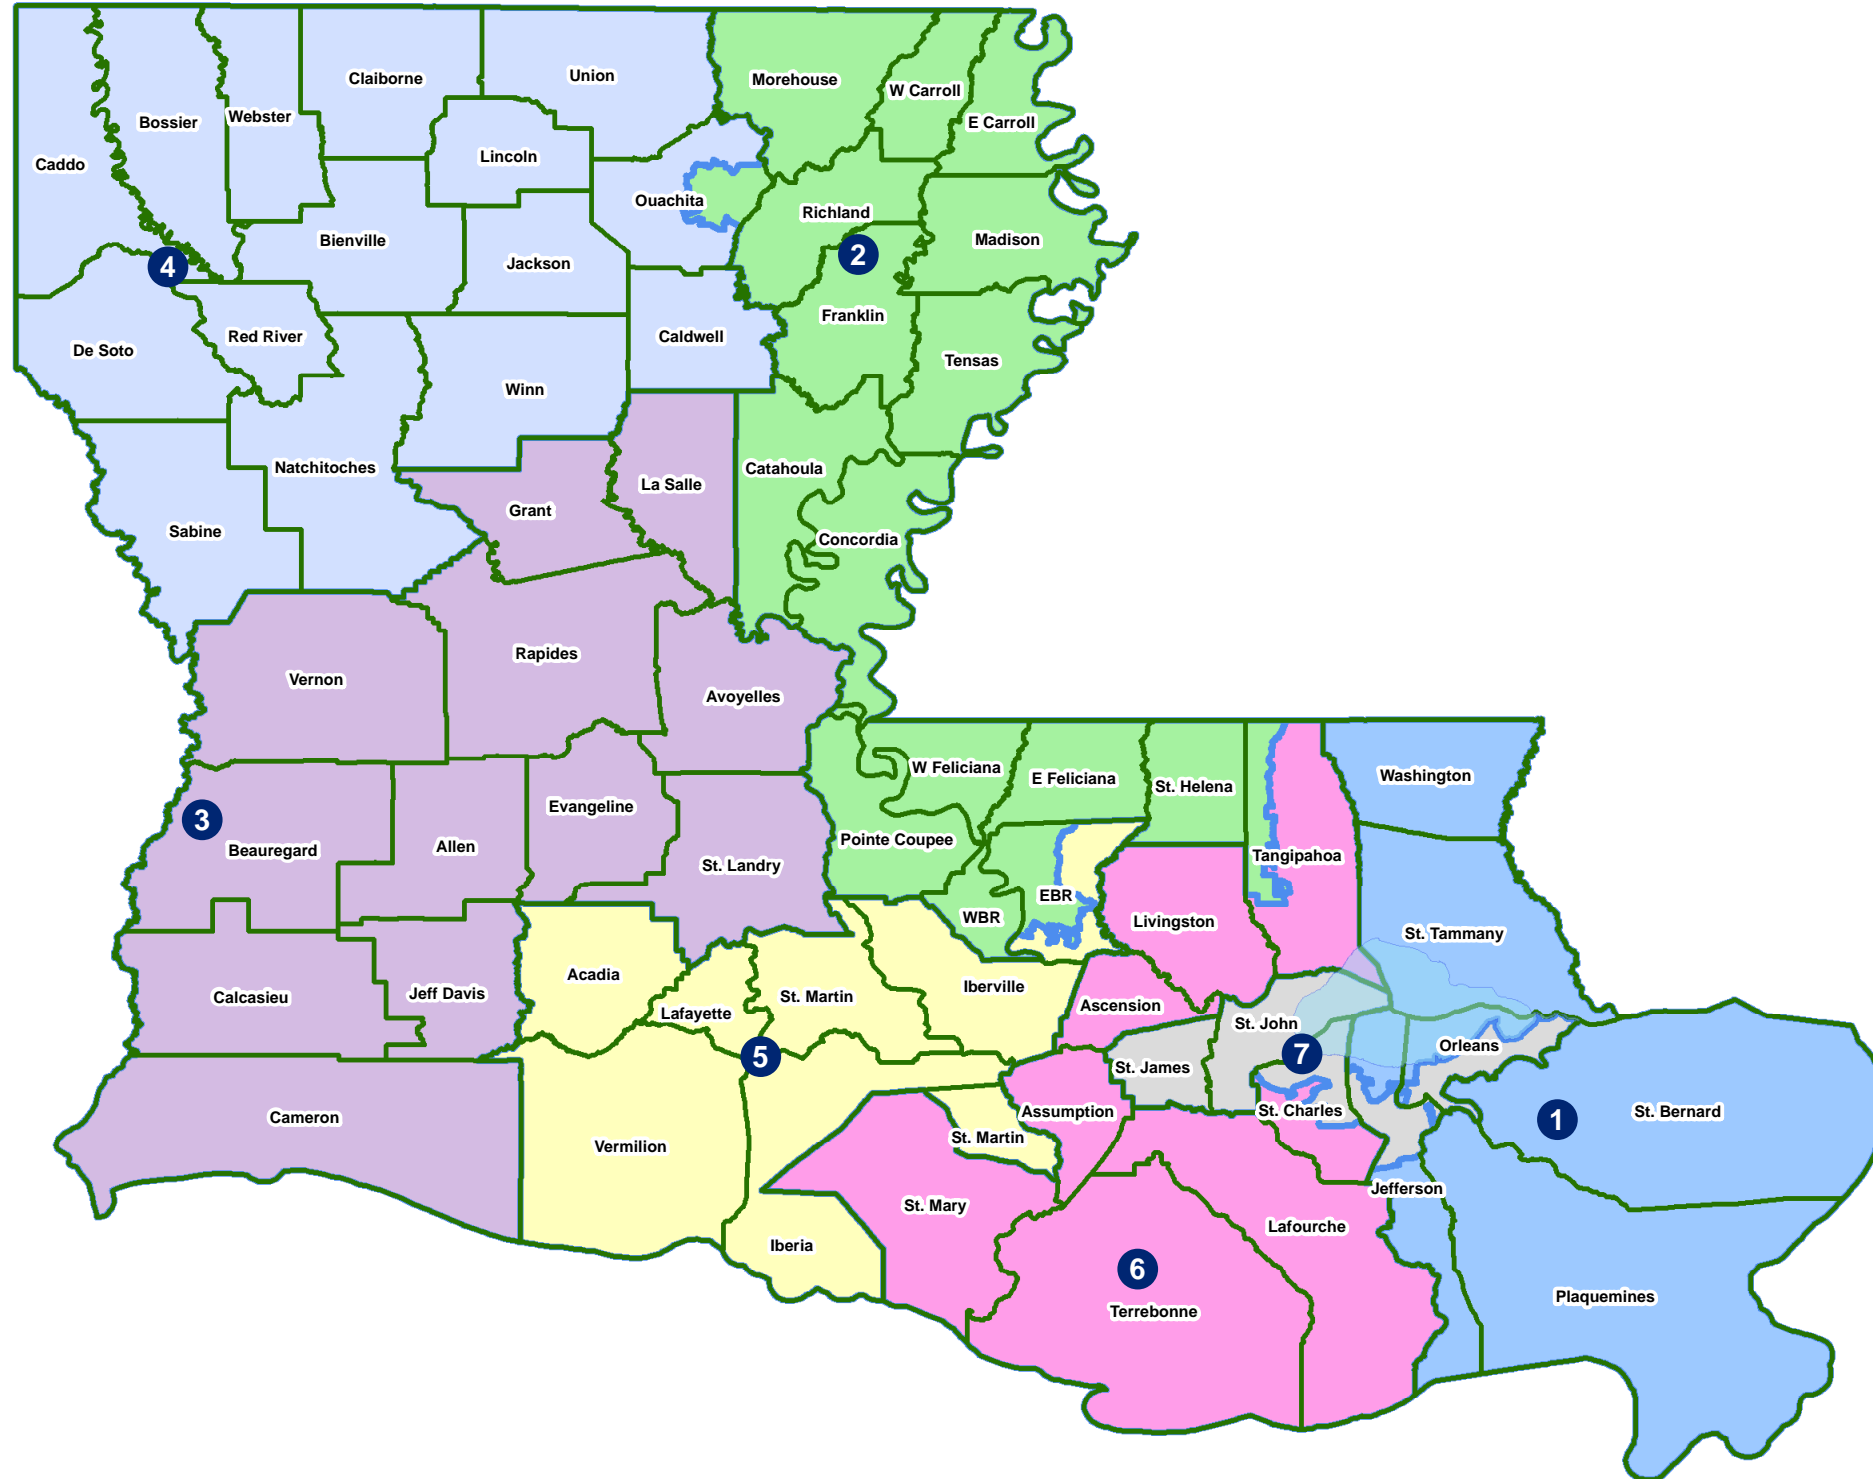 Claiborne
Union
Morehouse
W Carroll
E Carroll
Bossier
Webster
Caddo
Lincoln
Ouachita
Richland
Bienville
Madison
Jackson
4
2
Franklin
Red River
Caldwell
De Soto
Tensas
Winn
Natchitoches
Catahoula
La Salle
Grant
Sabine
Concordia
Rapides
Vernon
Avoyelles
W Feliciana
E Feliciana
St. Helena
Washington
Evangeline
3
Beauregard
Allen
Pointe Coupee
Tangipahoa
St. Landry
EBR
WBR
Livingston
St. Tammany
Acadia
Calcasieu
Jeff Davis
St. Martin
Iberville
Ascension
Lafayette
St. John
Orleans
5
7
St. James
Cameron
Assumption
St. Charles
1
St. Bernard
St. Martin
Vermilion
Jefferson
St. Mary
Lafourche
Iberia
6
Terrebonne
Plaquemines